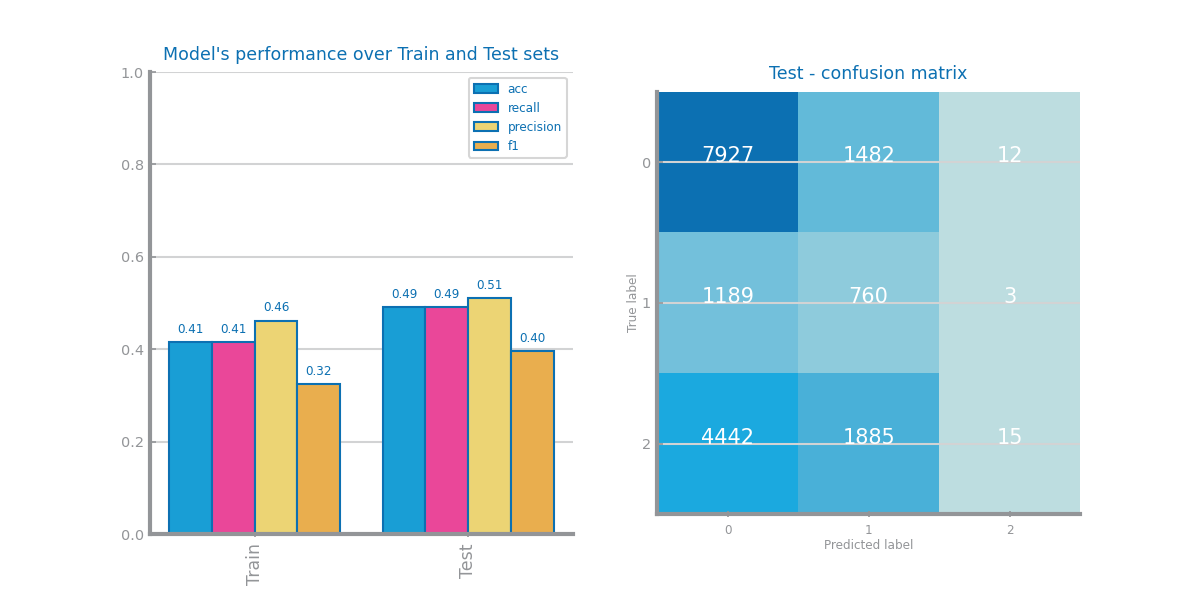 Model's performance over Train and Test sets
1.0
0.8
0.6
0.4
0.2
0.0
acc
recall
precision
f1
0.41
0.41
0.46
0.32
0.49
0.49
0.51
0.40
Train
Test
Test - confusion matrix
True label
0
1
2
7927 1482 12
1189 760 3
4442 1885 15
0 1 2
Predicted label